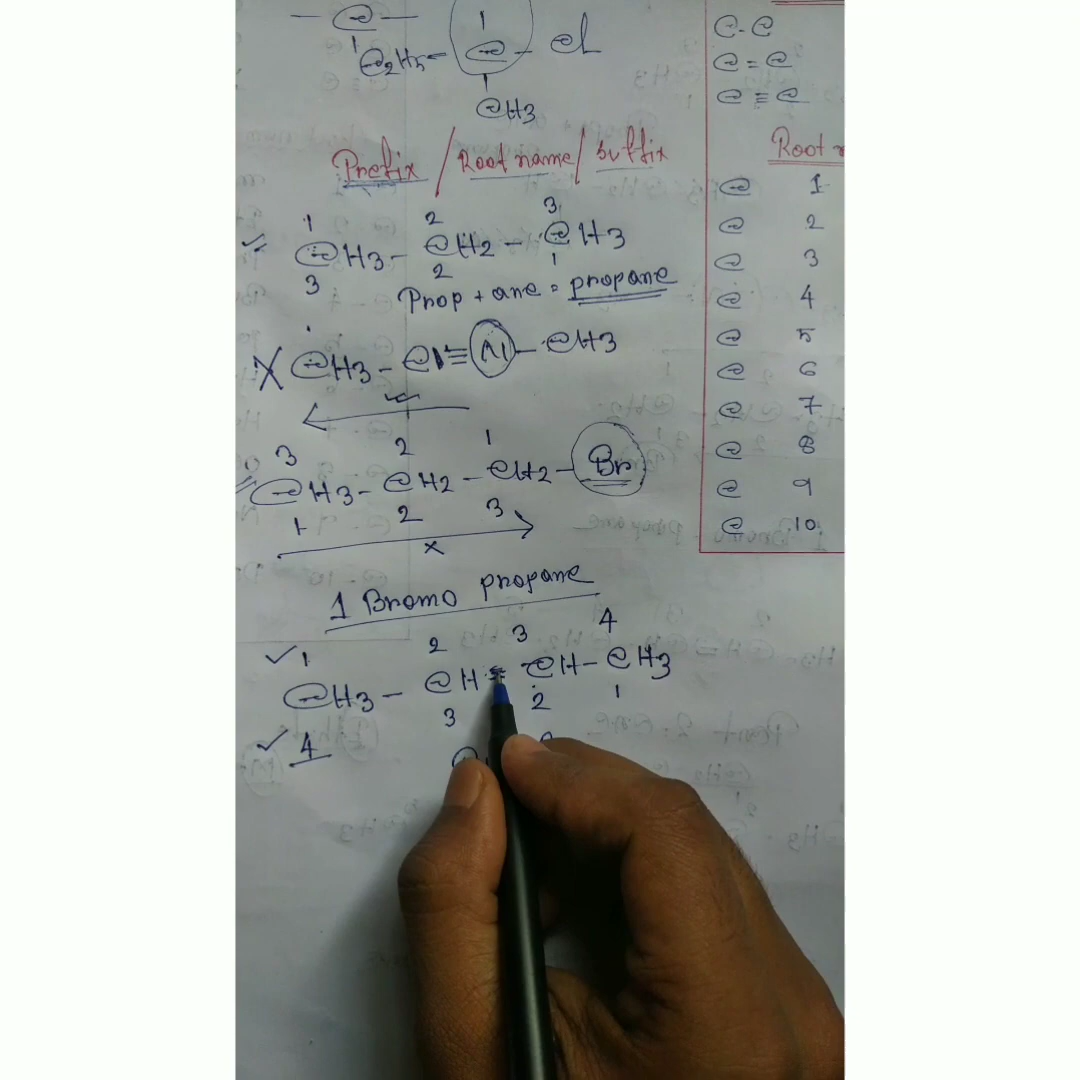 — C —
1 1
C2H5 - C - Cl
1
CH3
Prefix / Root name / suffix
1 2 3
CH3 - CH2 - CH3
3 2 1
Prop + ane = propane
X CH3 - C ≡ N - CH3
3 2 1
CH3 - CH2 - CH2 - Br
1 2 3
x
1 Bromo propane
1 2 3 4
CH3 - CH = CH - CH3
4 3 2 1
C - C
C = C
C ≡ C
Root
C 1
C 2
C 3
C 4
C 5
C 6
C 7
C 8
C 9
C 10